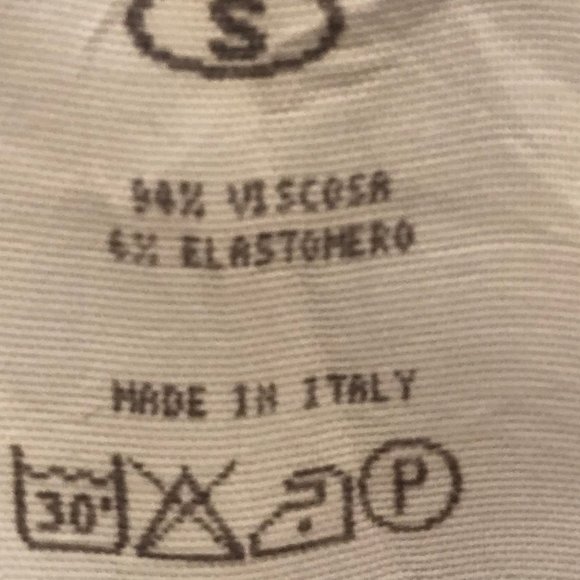 S
94% VISCOSA
6% ELASTOMERO
MADE IN ITALY
30° P